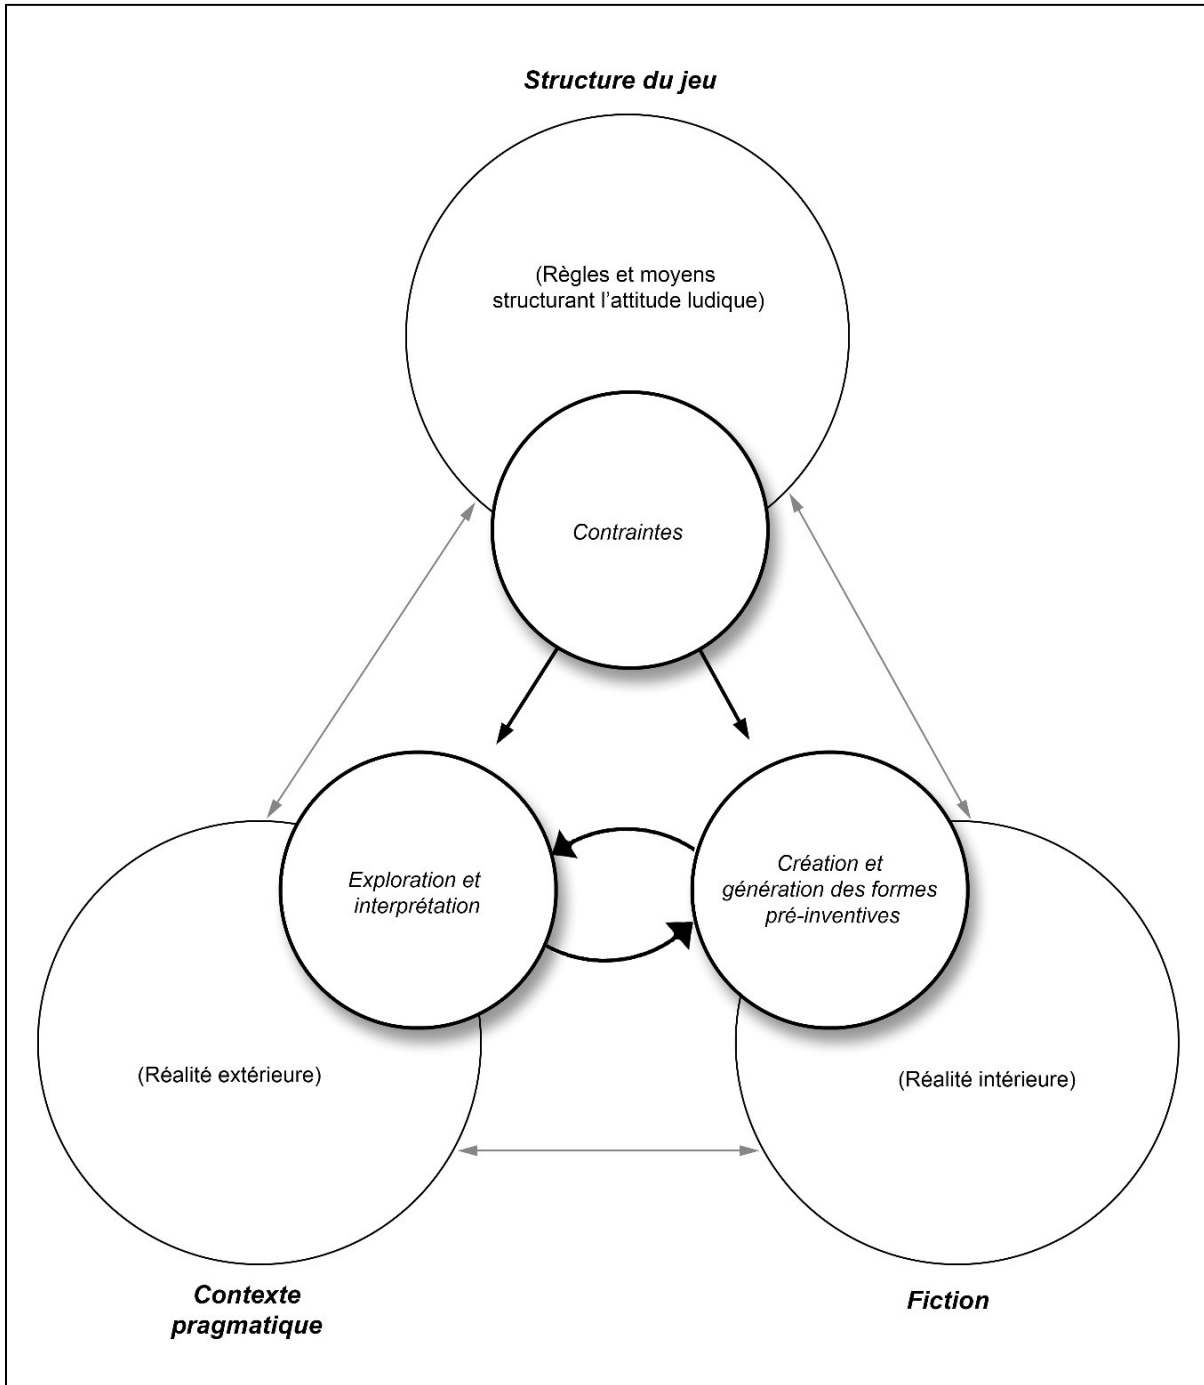 Structure du jeu
(Règles et moyens
structurant l'attitude ludique)
Contraintes
Exploration et
interprétation
Création et
génération des formes
pré-inventives
(Réalité extérieure)
(Réalité intérieure)
Contexte
pragmatique
Fiction